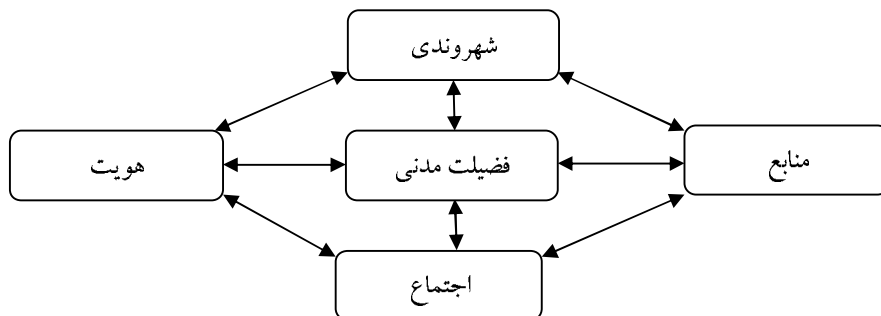 شهروندی
منابع
فضیلت مدنی
هویت
اجتماع